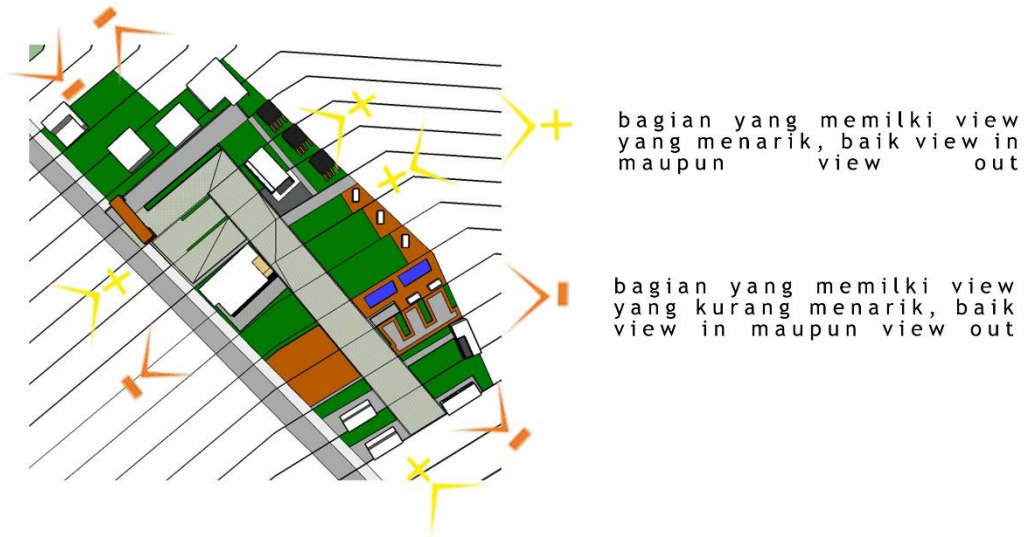 bagian yang memilki view
yang menarik, baik view in
maupun view out
bagian yang memilki view
yang kurang menarik, baik
view in maupun view out